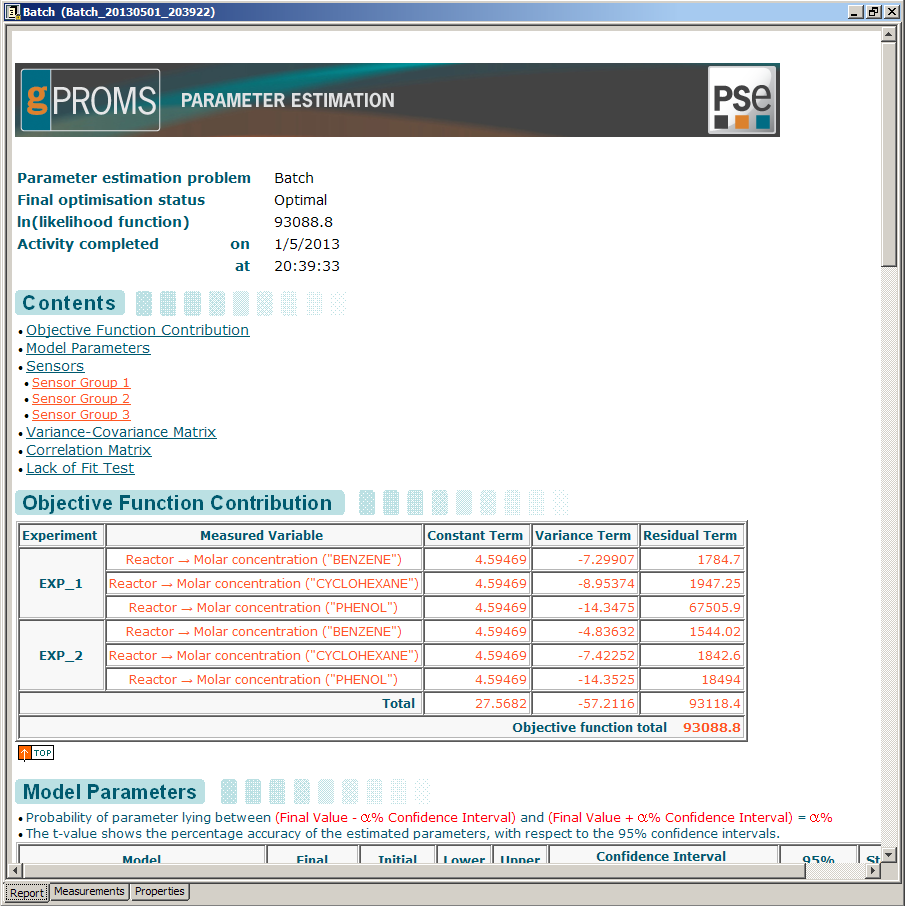 Batch (Batch_20130501_203922)
gPROMS PARAMETER ESTIMATION PSe
Parameter estimation problem Batch
Final optimisation status Optimal
ln(likelihood function) 93088.8
Activity completed on 1/5/2013
at 20:39:33
Contents
Objective Function Contribution
Model Parameters
Sensors
Sensor Group 1
Sensor Group 2
Sensor Group 3
Variance-Covariance Matrix
Correlation Matrix
Lack of Fit Test
Objective Function Contribution
Experiment Measured Variable Constant Term Variance Term Residual Term
EXP_1 Reactor → Molar concentration ("BENZENE") 4.59469 -7.29907 1784.7
Reactor → Molar concentration ("CYCLOHEXANE") 4.59469 -8.95374 1947.25
Reactor → Molar concentration ("PHENOL") 4.59469 -14.3475 67505.9
EXP_2 Reactor → Molar concentration ("BENZENE") 4.59469 -4.83632 1544.02
Reactor → Molar concentration ("CYCLOHEXANE") 4.59469 -7.42252 1842.6
Reactor → Molar concentration ("PHENOL") 4.59469 -14.3525 18494
Total 27.5682 -57.2116 93118.4
Objective function total 93088.8
↑ TOP
Model Parameters
Probability of parameter lying between (Final Value - α% Confidence Interval) and (Final Value + α% Confidence Interval) = α%
The t-value shows the percentage accuracy of the estimated parameters, with respect to the 95% confidence intervals.
Model Final Initial Lower Upper Confidence Interval 95% St
Report Measurements Properties